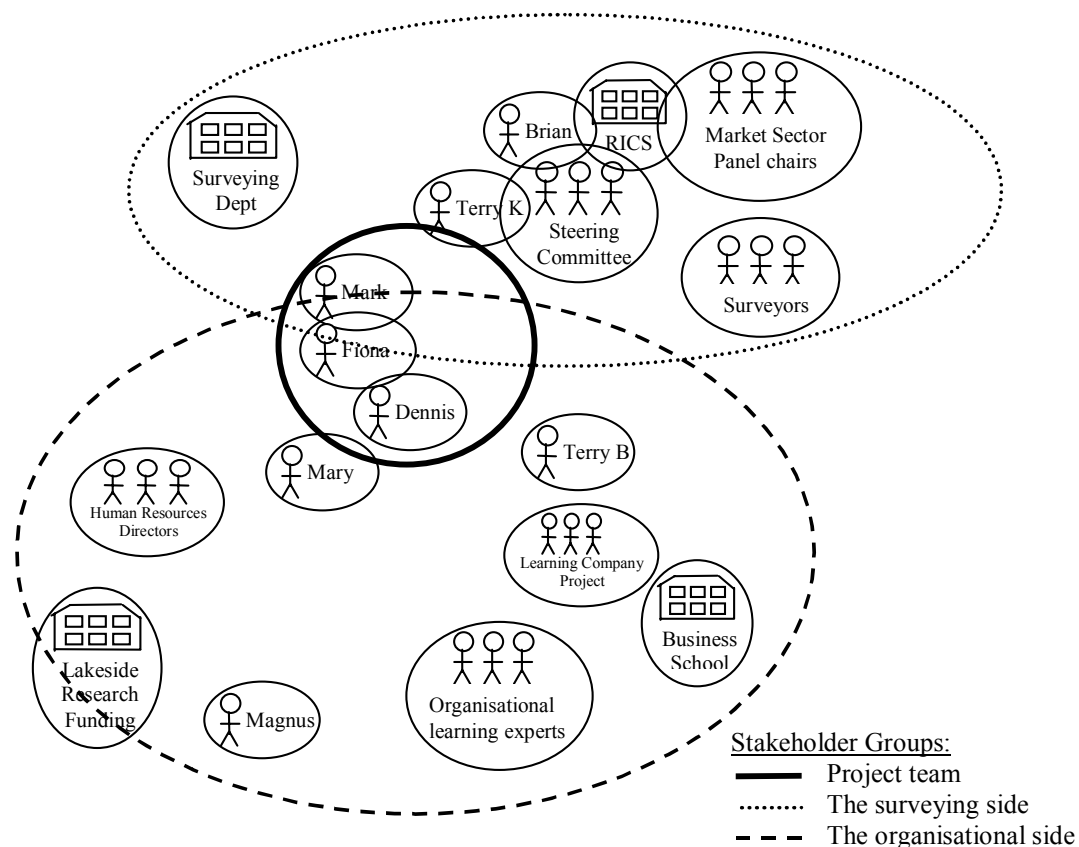 Brian
RICS
Market Sector
Panel chairs
Surveying
Dept
Terry K
Steering
Committee
Surveyors
Mark
Fiona
Dennis
Mary
Terry B
Human Resources
Directors
Learning Company
Project
Business
School
Lakeside
Research
Funding
Magnus
Organisational
learning experts
Stakeholder Groups:
Project team
The surveying side
The organisational side